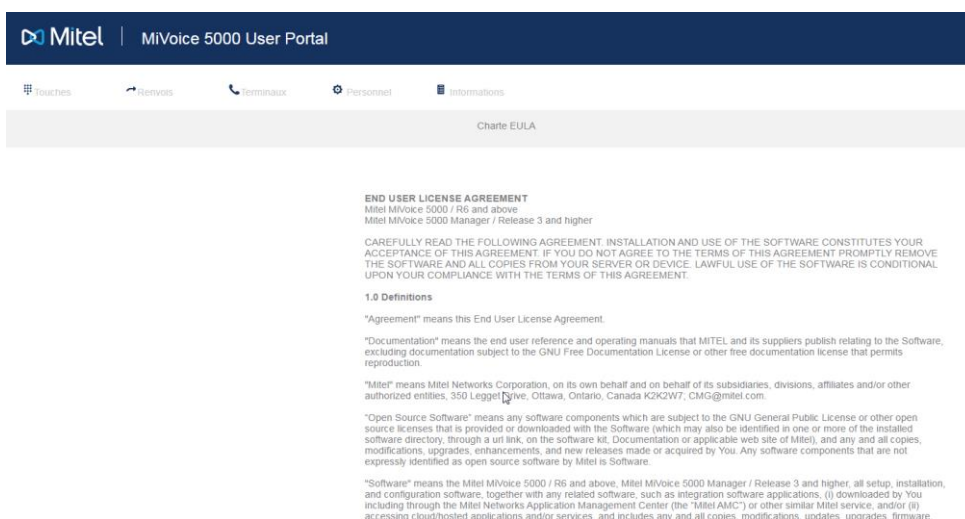 Mitel | MiVoice 5000 User Portal
Touches Renvois Terminaux Personnel Informations
Charte EULA
END USER LICENSE AGREEMENT
Mitel MiVoice 5000 / R6 and above
Mitel MiVoice 5000 Manager / Release 3 and higher
CAREFULLY READ THE FOLLOWING AGREEMENT. INSTALLATION AND USE OF THE SOFTWARE CONSTITUTES YOUR
ACCEPTANCE OF THIS AGREEMENT. IF YOU DO NOT AGREE TO THE TERMS OF THIS AGREEMENT PROMPTLY REMOVE
THE SOFTWARE AND ALL COPIES FROM YOUR SERVER OR DEVICE. LAWFUL USE OF THE SOFTWARE IS CONDITIONAL
UPON YOUR COMPLIANCE WITH THE TERMS OF THIS AGREEMENT.
1.0 Definitions
"Agreement" means this End User License Agreement.
"Documentation" means the end user reference and operating manuals that MITEL and its suppliers publish relating to the Software,
excluding documentation subject to the GNU Free Documentation License or other free documentation license that permits
reproduction.
"Mitel" means Mitel Networks Corporation, on its own behalf and on behalf of its subsidiaries, divisions, affiliates and/or other
authorized entities, 350 Legget Drive, Ottawa, Ontario, Canada K2K2W7; CMG@mitel.com.
"Open Source Software" means any software components which are subject to the GNU General Public License or other open
source licenses that is provided or downloaded with the Software (which may also be identified in one or more of the installed
software directory, through a url link, on the software kit, Documentation or applicable web site of Mitel), and any and all copies,
modifications, upgrades, enhancements, and new releases made or acquired by You. Any software components that are not
expressly identified as open source software by Mitel is Software.
"Software" means the Mitel MiVoice 5000 / R6 and above, Mitel MiVoice 5000 Manager / Release 3 and higher, all setup, installation,
and configuration software, together with any related software, such as integration software applications, (i) downloaded by You
including through the Mitel Networks Application Management Center (the "Mitel AMC") or other similar Mitel service, and/or (ii)
accessing cloud/hosted applications and/or services, and includes any and all copies, modifications, updates, upgrades, firmware,